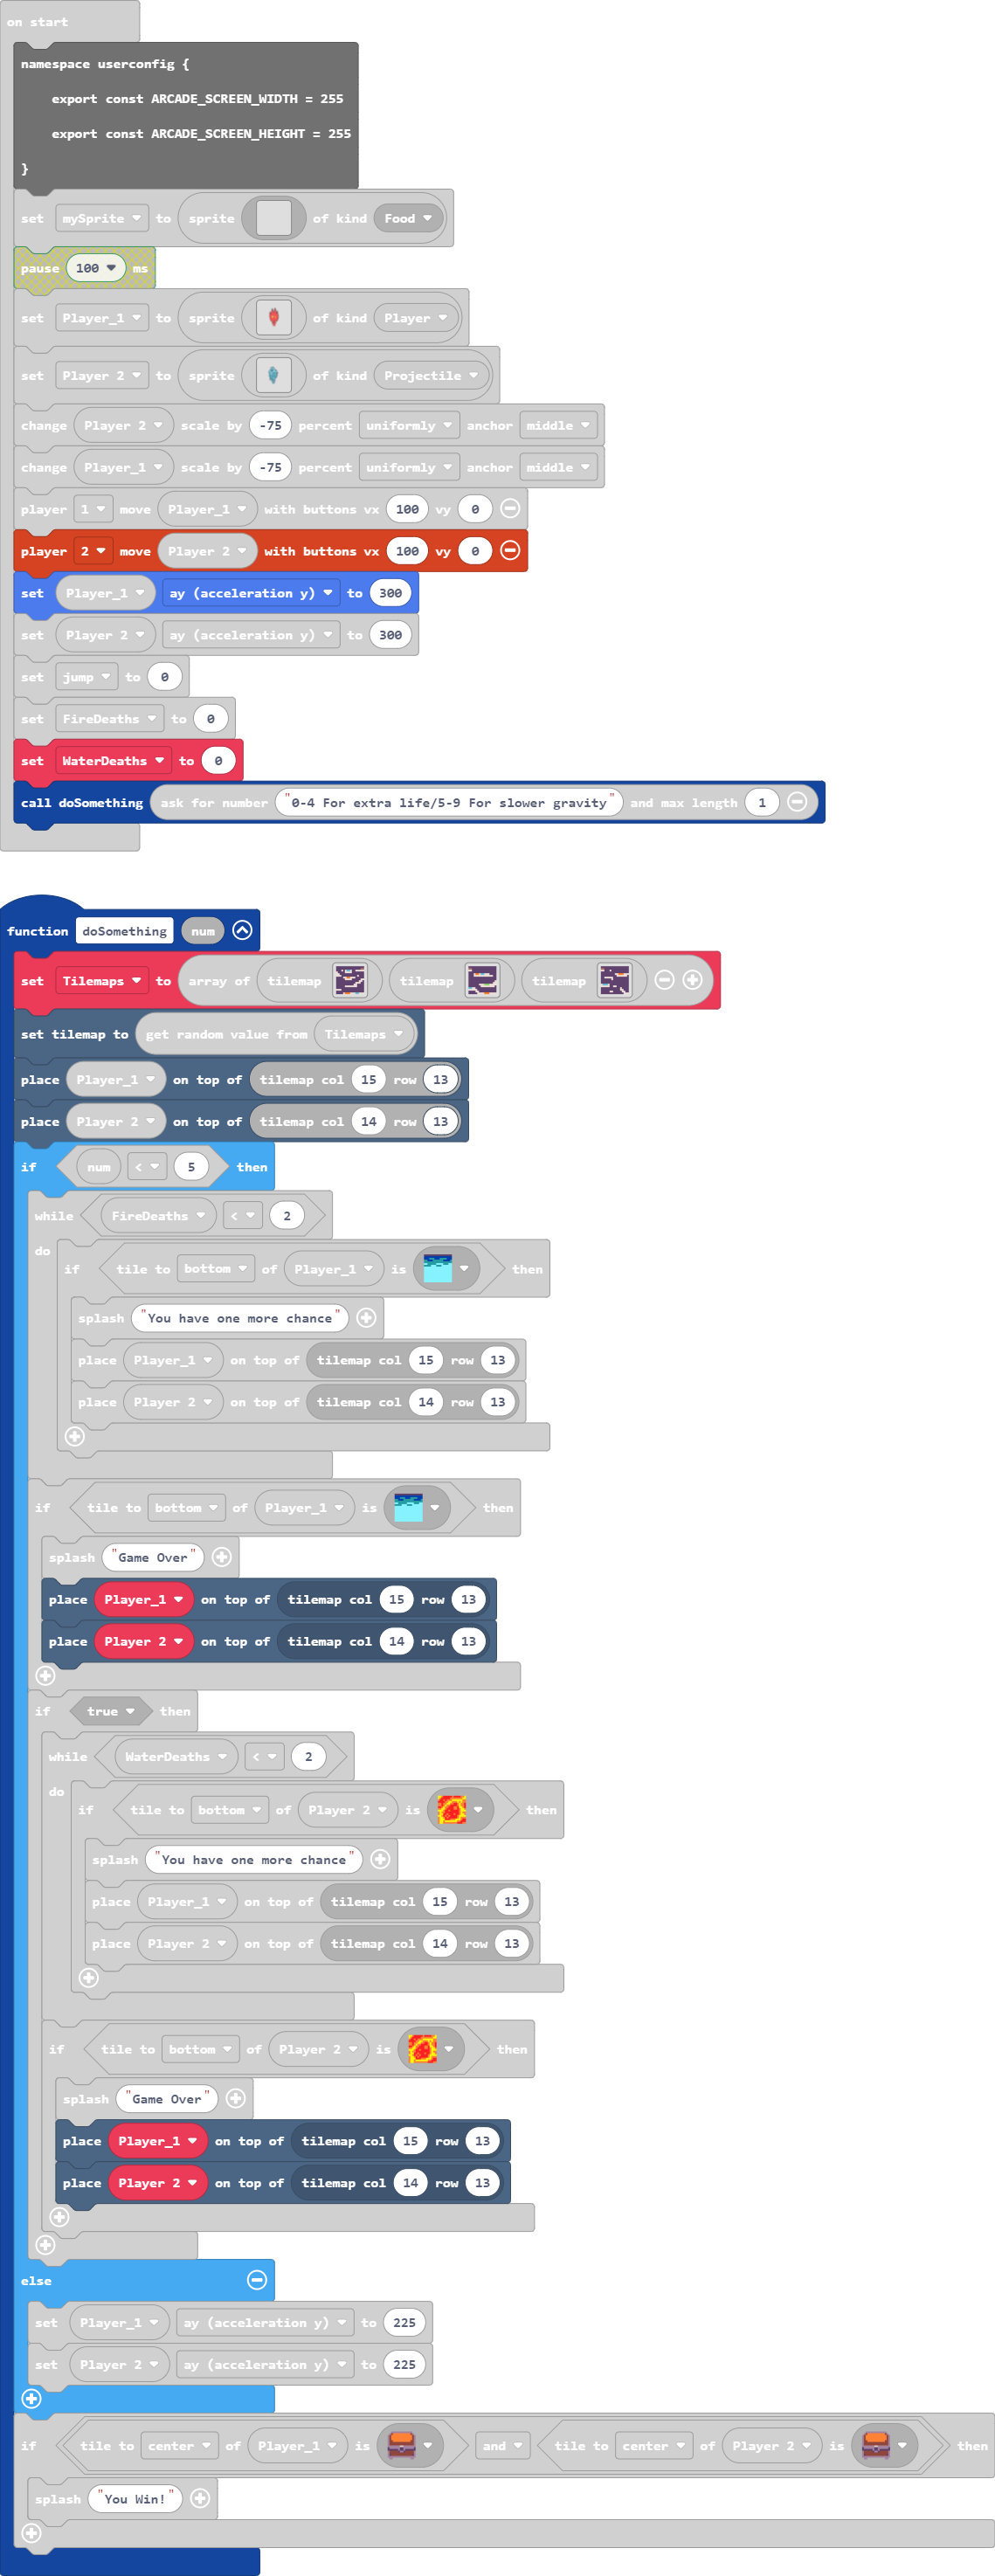 on start
namespace userconfig {
export const ARCADE_SCREEN_WIDTH = 255
export const ARCADE_SCREEN_HEIGHT = 255
}
set mySprite to sprite of kind Food
pause 100 ms
set Player_1 to sprite of kind Player
set Player 2 to sprite of kind Projectile
change Player 2 scale by -75 percent uniformly anchor middle
change Player_1 scale by -75 percent uniformly anchor middle
player 1 move Player_1 with buttons vx 100 vy 0
player 2 move Player 2 with buttons vx 100 vy 0
set Player_1 ay (acceleration y) to 300
set Player 2 ay (acceleration y) to 300
set jump to 0
set FireDeaths to 0
set WaterDeaths to 0
call doSomething ask for number "0-4 For extra life/5-9 For slower gravity" and max length 1
function doSomething num
set Tilemaps to array of tilemap tilemap tilemap
set tilemap to get random value from Tilemaps
place Player_1 on top of tilemap col 15 row 13
place Player 2 on top of tilemap col 14 row 13
if num < 5 then
while FireDeaths < 2
do
if tile to bottom of Player_1 is then
splash "You have one more chance"
place Player_1 on top of tilemap col 15 row 13
place Player 2 on top of tilemap col 14 row 13
if tile to bottom of Player_1 is then
splash "Game Over"
place Player_1 on top of tilemap col 15 row 13
place Player 2 on top of tilemap col 14 row 13
if true then
while WaterDeaths < 2
do
if tile to bottom of Player 2 is then
splash "You have one more chance"
place Player_1 on top of tilemap col 15 row 13
place Player 2 on top of tilemap col 14 row 13
if tile to bottom of Player 2 is then
splash "Game Over"
place Player_1 on top of tilemap col 15 row 13
place Player 2 on top of tilemap col 14 row 13
else
set Player_1 ay (acceleration y) to 225
set Player 2 ay (acceleration y) to 225
if tile to center of Player_1 is and tile to center of Player 2 is then
splash "You Win!"